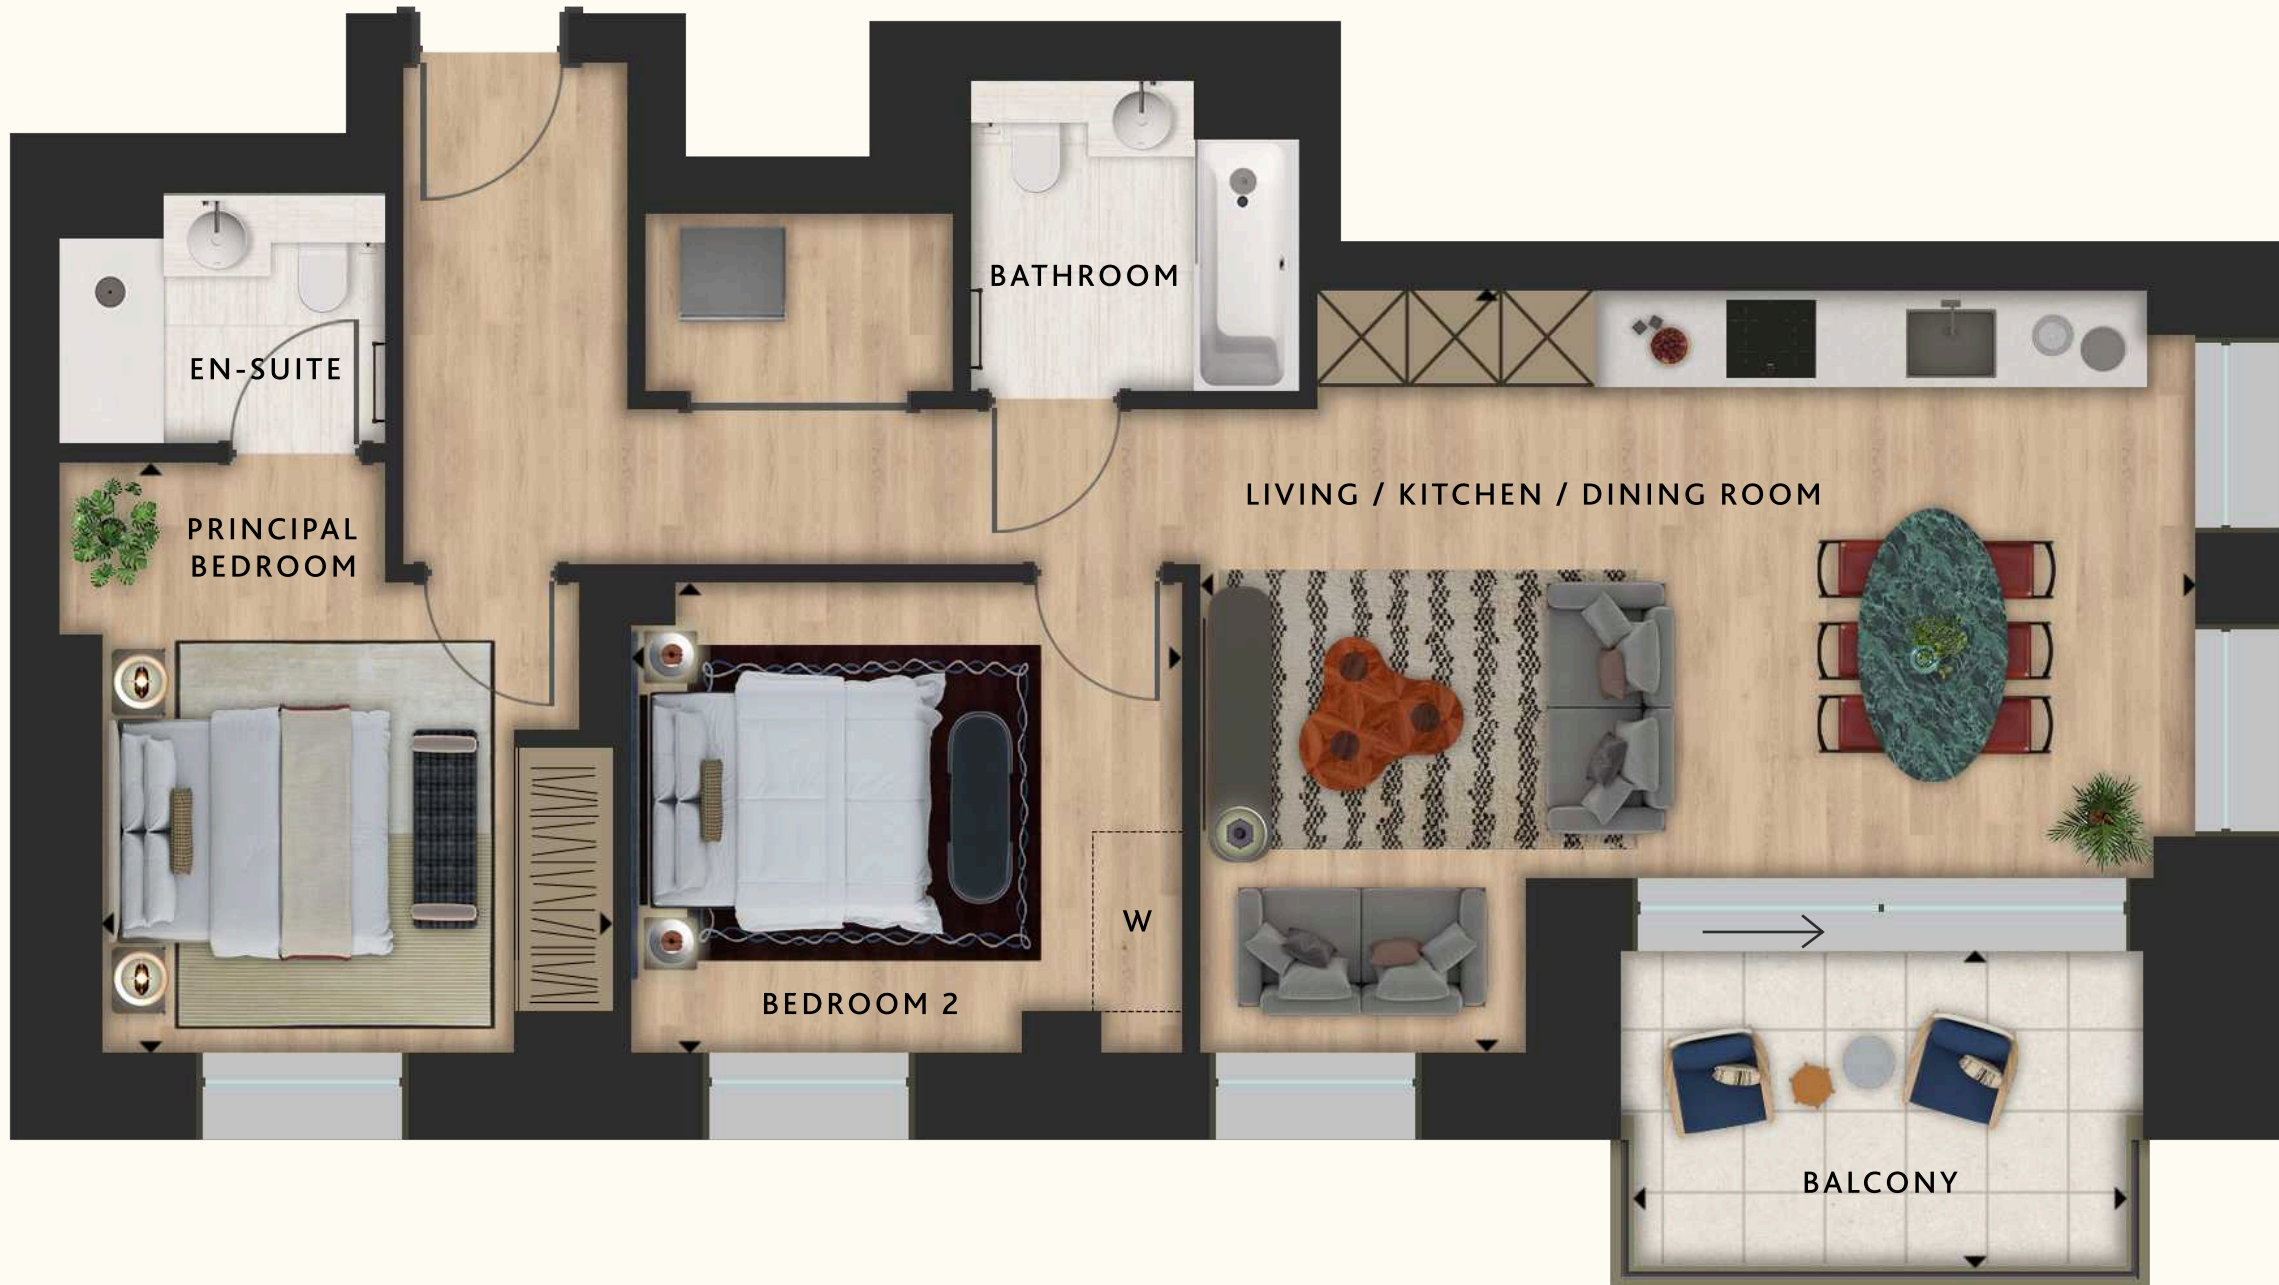 BATHROOM
EN-SUITE
LIVING / KITCHEN / DINING ROOM
PRINCIPAL
BEDROOM
W
BEDROOM 2
BALCONY